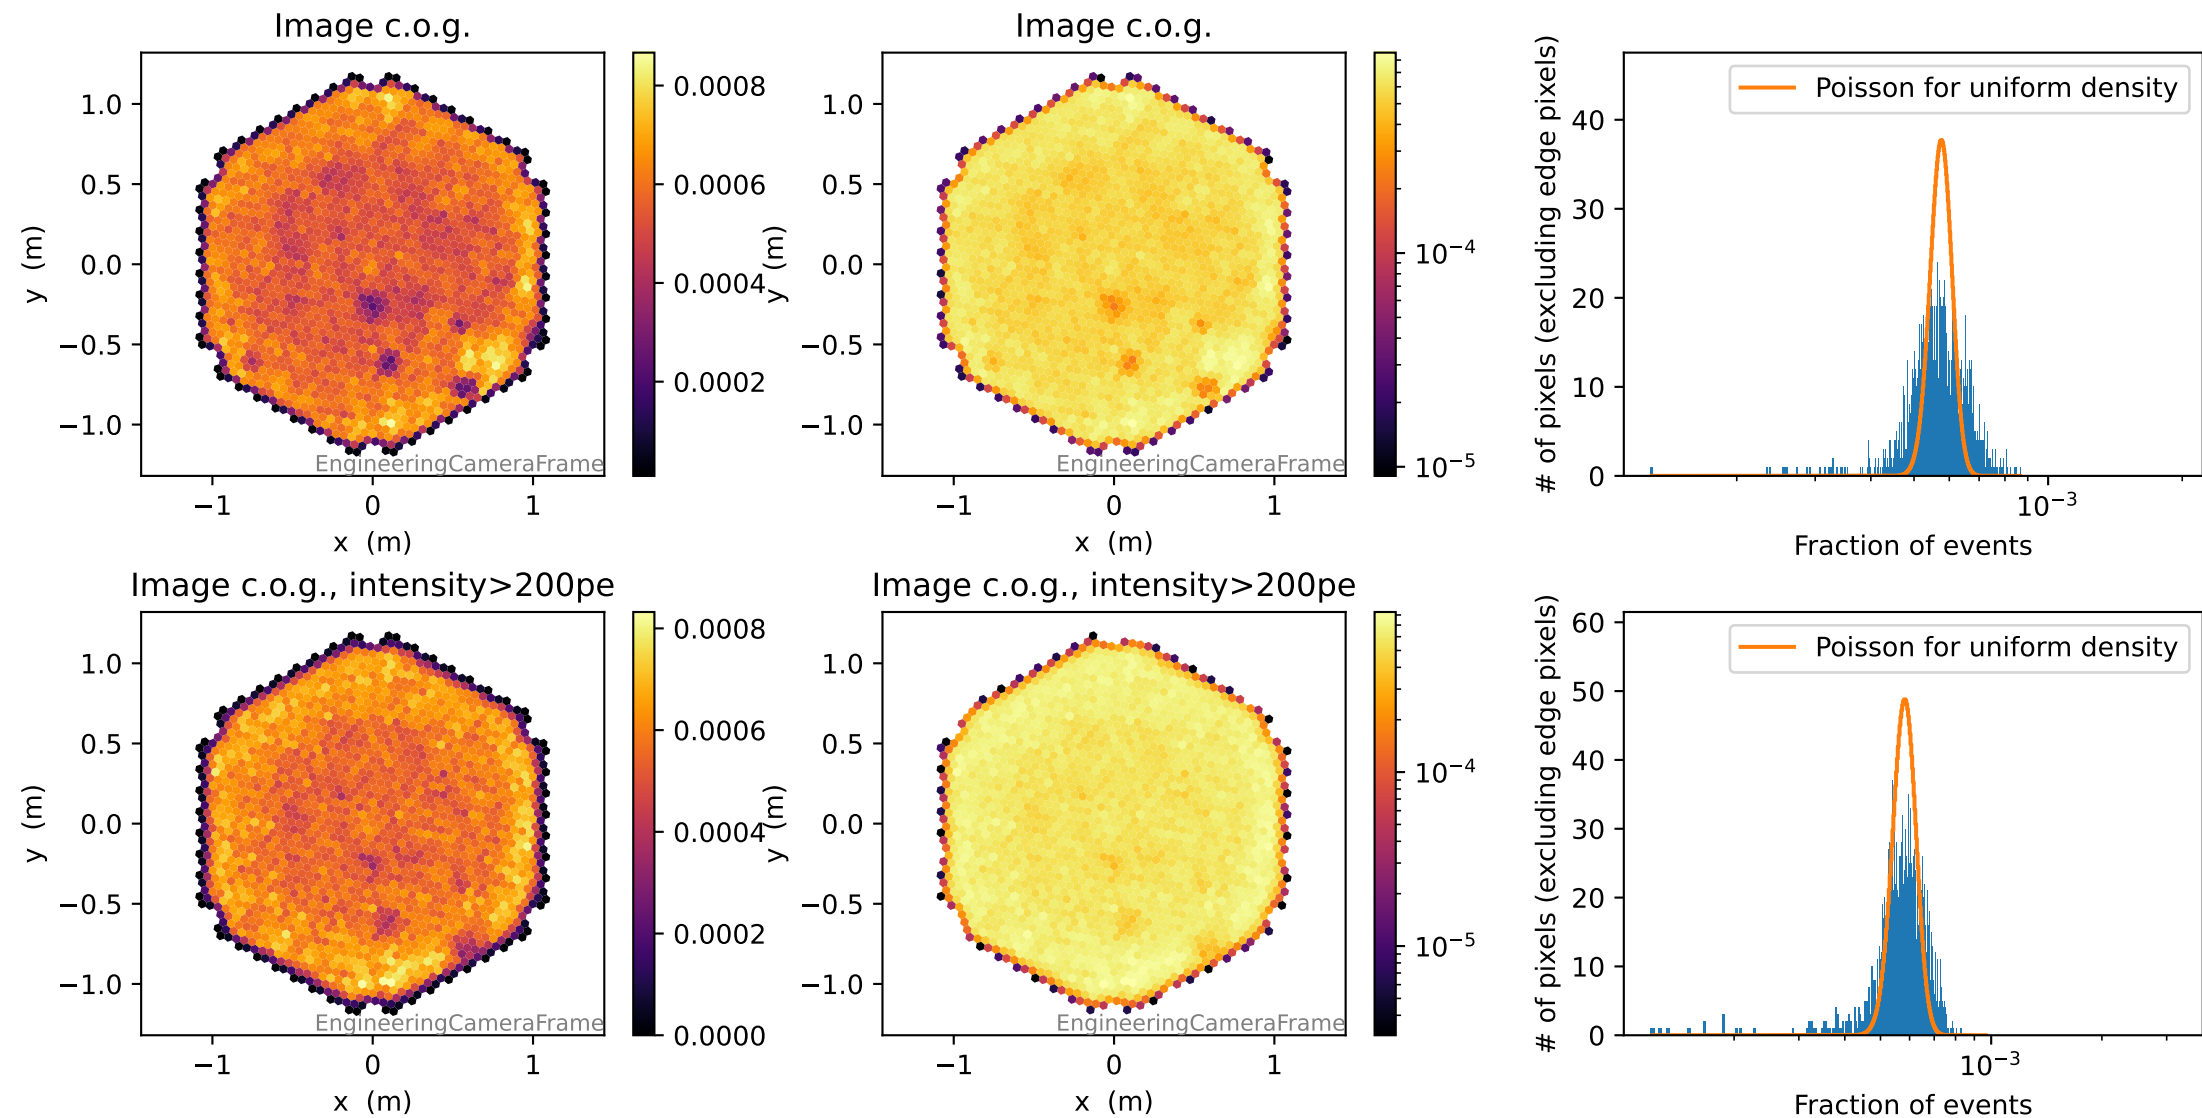 Image c.o.g.
1.0
0.5
0.0
−0.5
−1.0
y (m)
−1
0
1
x (m)
EngineeringCameraFrame
0.0008
0.0006
0.0004
0.0002
Image c.o.g.
1.0
0.5
0.0
−0.5
−1.0
y (m)
−1
0
1
x (m)
EngineeringCameraFrame
10⁻⁴
10⁻⁵
# of pixels (excluding edge pixels)
40
30
20
10
0
Poisson for uniform density
10⁻³
Fraction of events
Image c.o.g., intensity>200pe
1.0
0.5
0.0
−0.5
−1.0
y (m)
−1
0
1
x (m)
EngineeringCameraFrame
0.0008
0.0006
0.0004
0.0002
0.0000
Image c.o.g., intensity>200pe
1.0
0.5
0.0
−0.5
−1.0
y (m)
−1
0
1
x (m)
EngineeringCameraFrame
10⁻⁴
10⁻⁵
# of pixels (excluding edge pixels)
60
50
40
30
20
10
0
Poisson for uniform density
10⁻³
Fraction of events